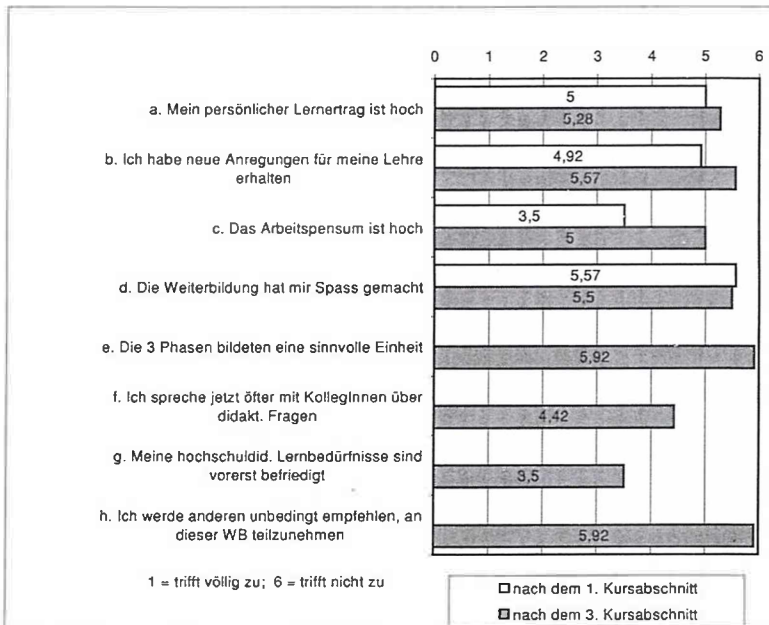 0 1 2 3 4 5 6
a. Mein persönlicher Lernertrag ist hoch
5
5,28
b. Ich habe neue Anregungen für meine Lehre
erhalten
4,92
5,57
c. Das Arbeitspensum ist hoch
3,5
5
d. Die Weiterbildung hat mir Spass gemacht
5,57
5,5
e. Die 3 Phasen bildeten eine sinnvolle Einheit
5,92
f. Ich spreche jetzt öfter mit KollegInnen über
didakt. Fragen
4,42
g. Meine hochschuldid. Lernbedürfnisse sind
vorerst befriedigt
3,5
h. Ich werde anderen unbedingt empfehlen, an
dieser WB teilzunehmen
5,92
1 = trifft völlig zu; 6 = trifft nicht zu
nach dem 1. Kursabschnitt
nach dem 3. Kursabschnitt